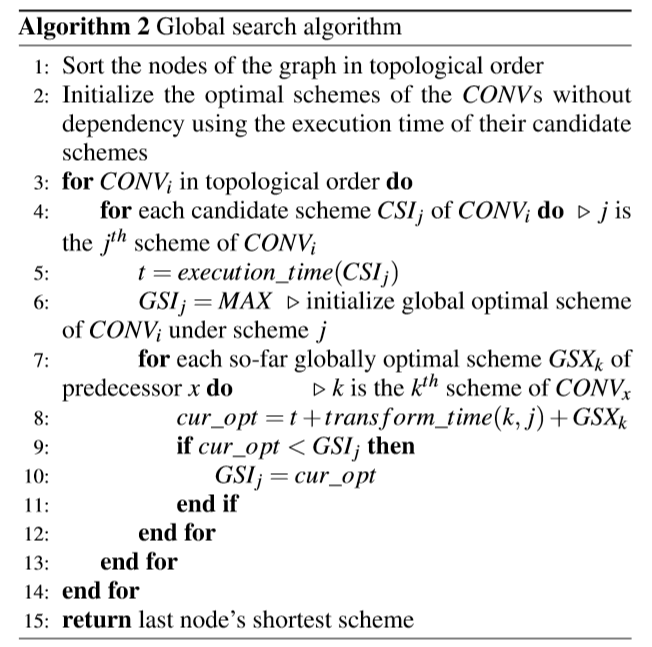 Algorithm 2 Global search algorithm
1: Sort the nodes of the graph in topological order
2: Initialize the optimal schemes of the CONVs without
dependency using the execution time of their candidate
schemes
3: for CONV_i in topological order do
4: for each candidate scheme CSI_j of CONV_i do ▷ j is
the j^th scheme of CONV_i
5: t = execution_time(CSI_j)
6: GSI_j = MAX ▷ initialize global optimal scheme
of CONV_i under scheme j
7: for each so-far globally optimal scheme GSX_k of
predecessor x do ▷ k is the k^th scheme of CONV_x
8: cur_opt = t + transform_time(k, j) + GSX_k
9: if cur_opt < GSI_j then
10: GSI_j = cur_opt
11: end if
12: end for
13: end for
14: end for
15: return last node's shortest scheme